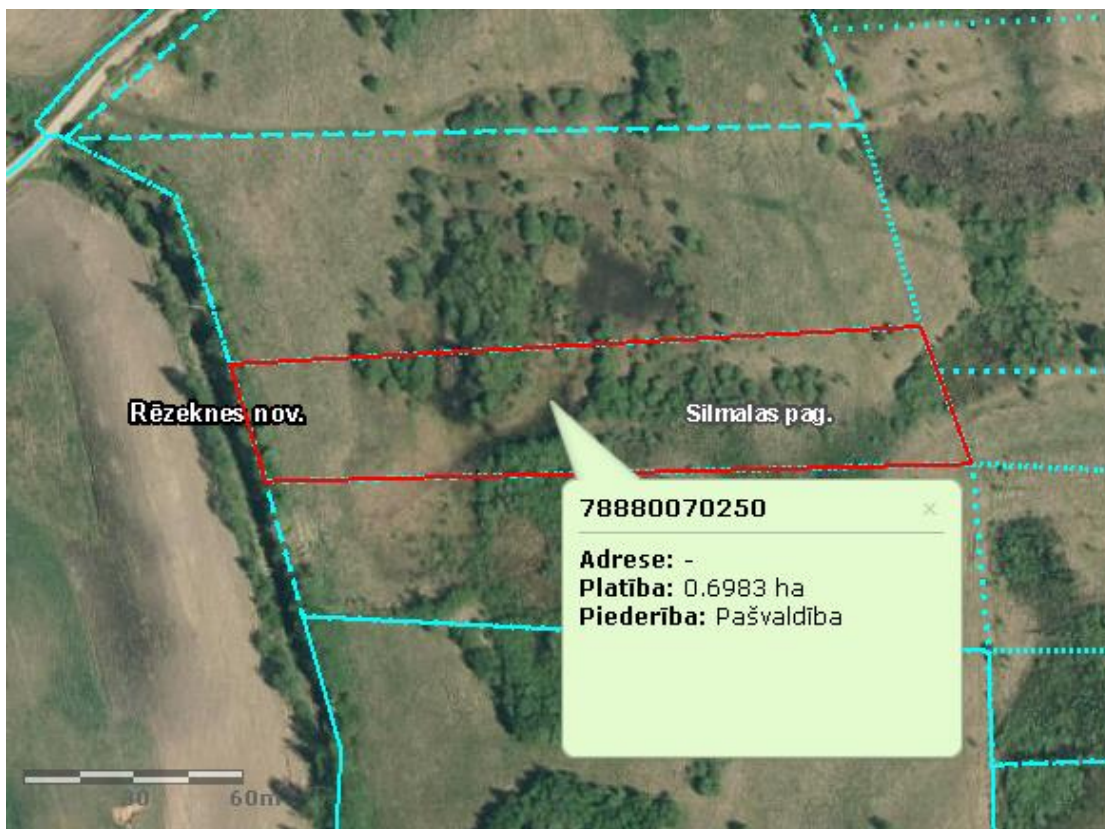 Rēzeknes nov.
Silmalas pag.
78880070250 ×
Adrese: -
Platība: 0.6983 ha
Piederība: Pašvaldība
30 60m